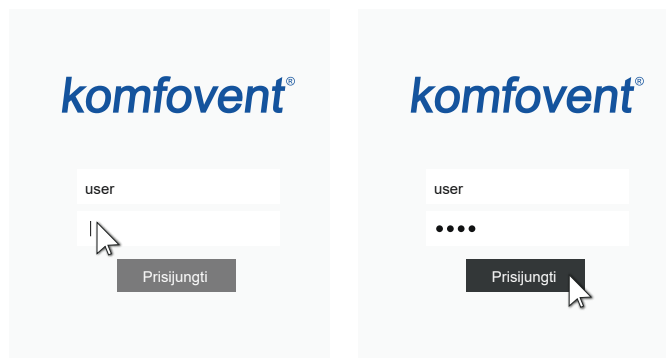 komfovent®
user
Prisijungti
komfovent®
user
••••
Prisijungti